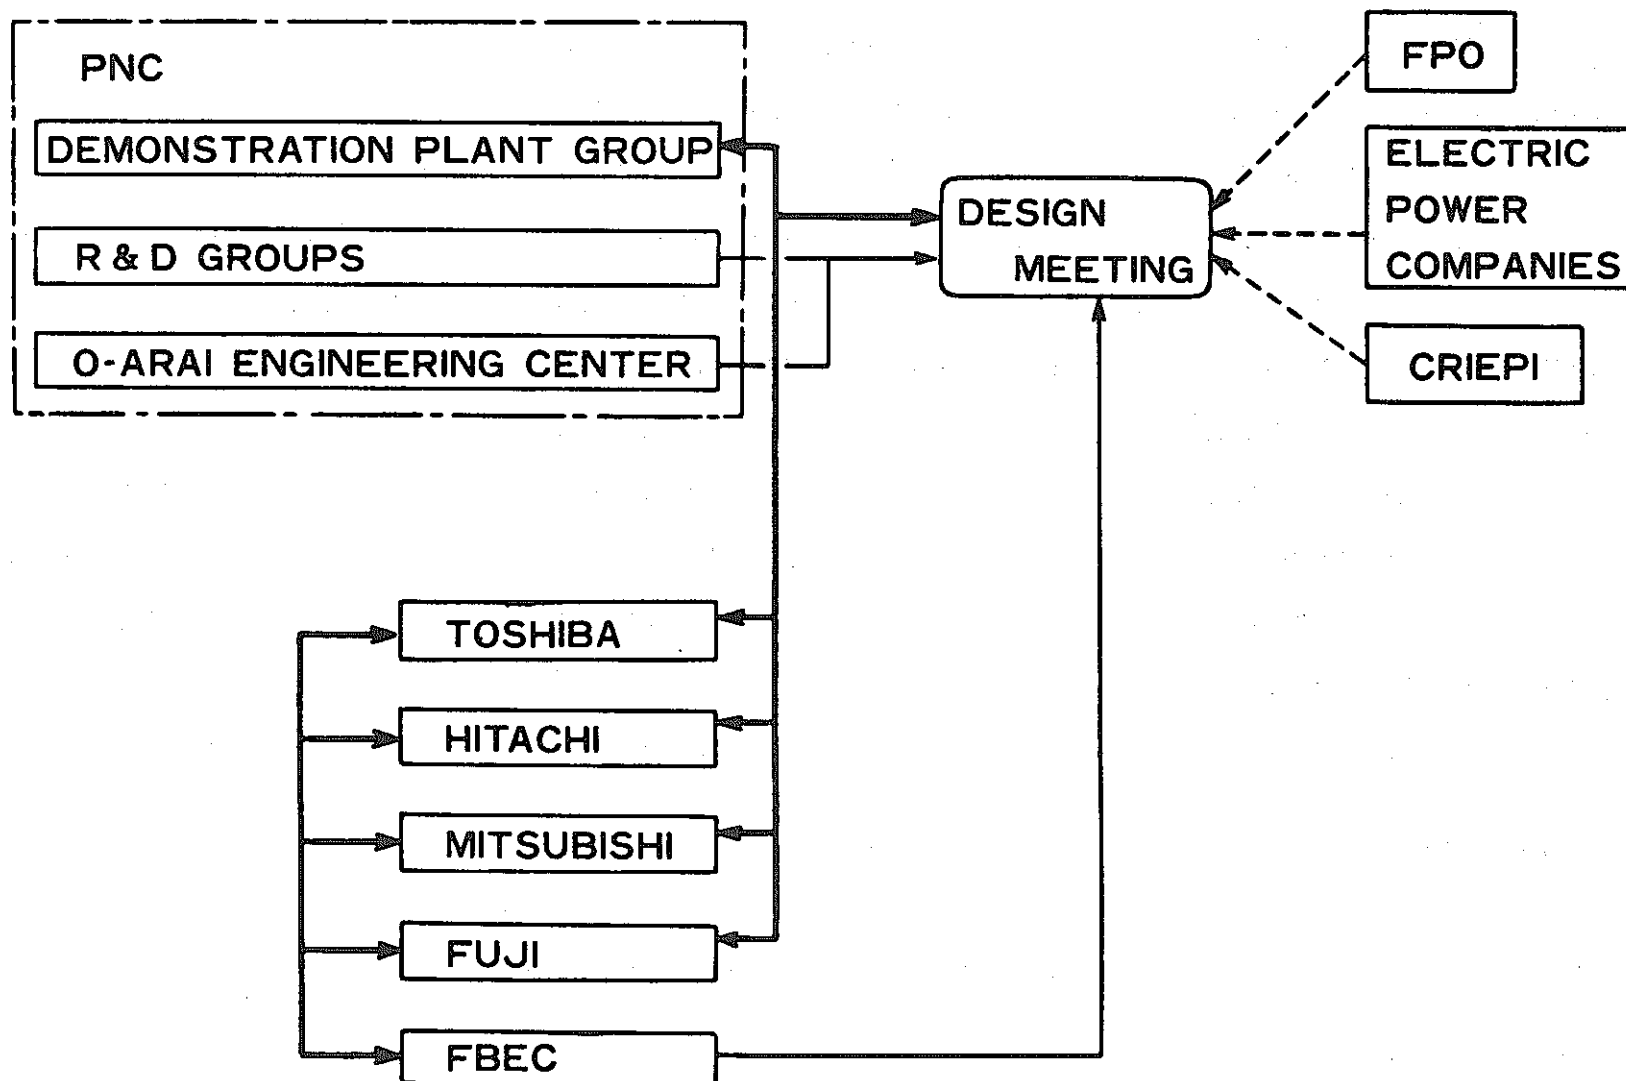 PNC
DEMONSTRATION PLANT GROUP
R & D GROUPS
O-ARAI ENGINEERING CENTER
DESIGN
MEETING
FPO
ELECTRIC
POWER
COMPANIES
CRIEPI
TOSHIBA
HITACHI
MITSUBISHI
FUJI
FBEC